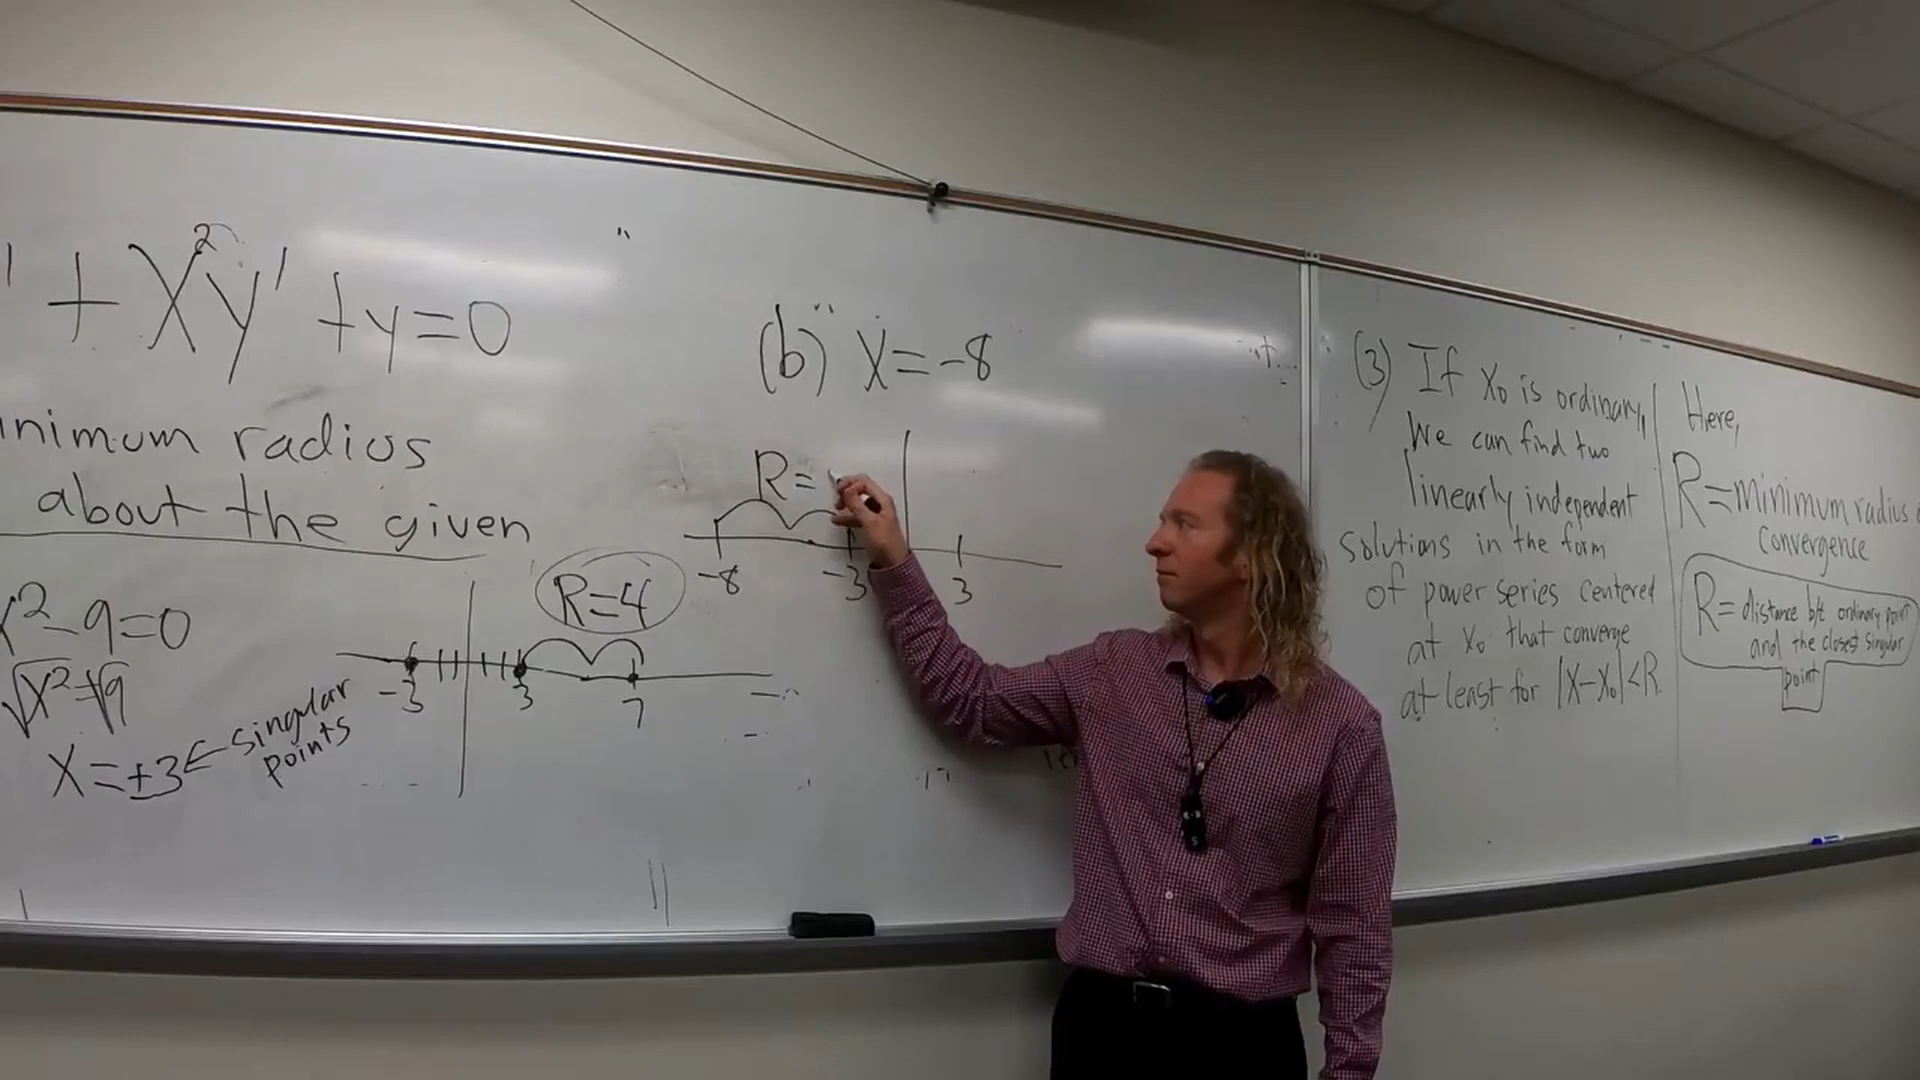 ' + x²y' + y = 0
nimum radius
about the given
x² - 9 = 0
√x² = √9
x = ±3 ← singular
points
-3 3 7
R=4
(b) x = -8
R=
-8 -3 3
(3) If x₀ is ordinary,
we can find two
linearly independent
solutions in the form
of power series centered
at x₀ that converge
at least for |x-x₀|<R.
Here,
R=minimum radius o
convergence
R=distance b/t ordinary point
and the closest singular
point
S